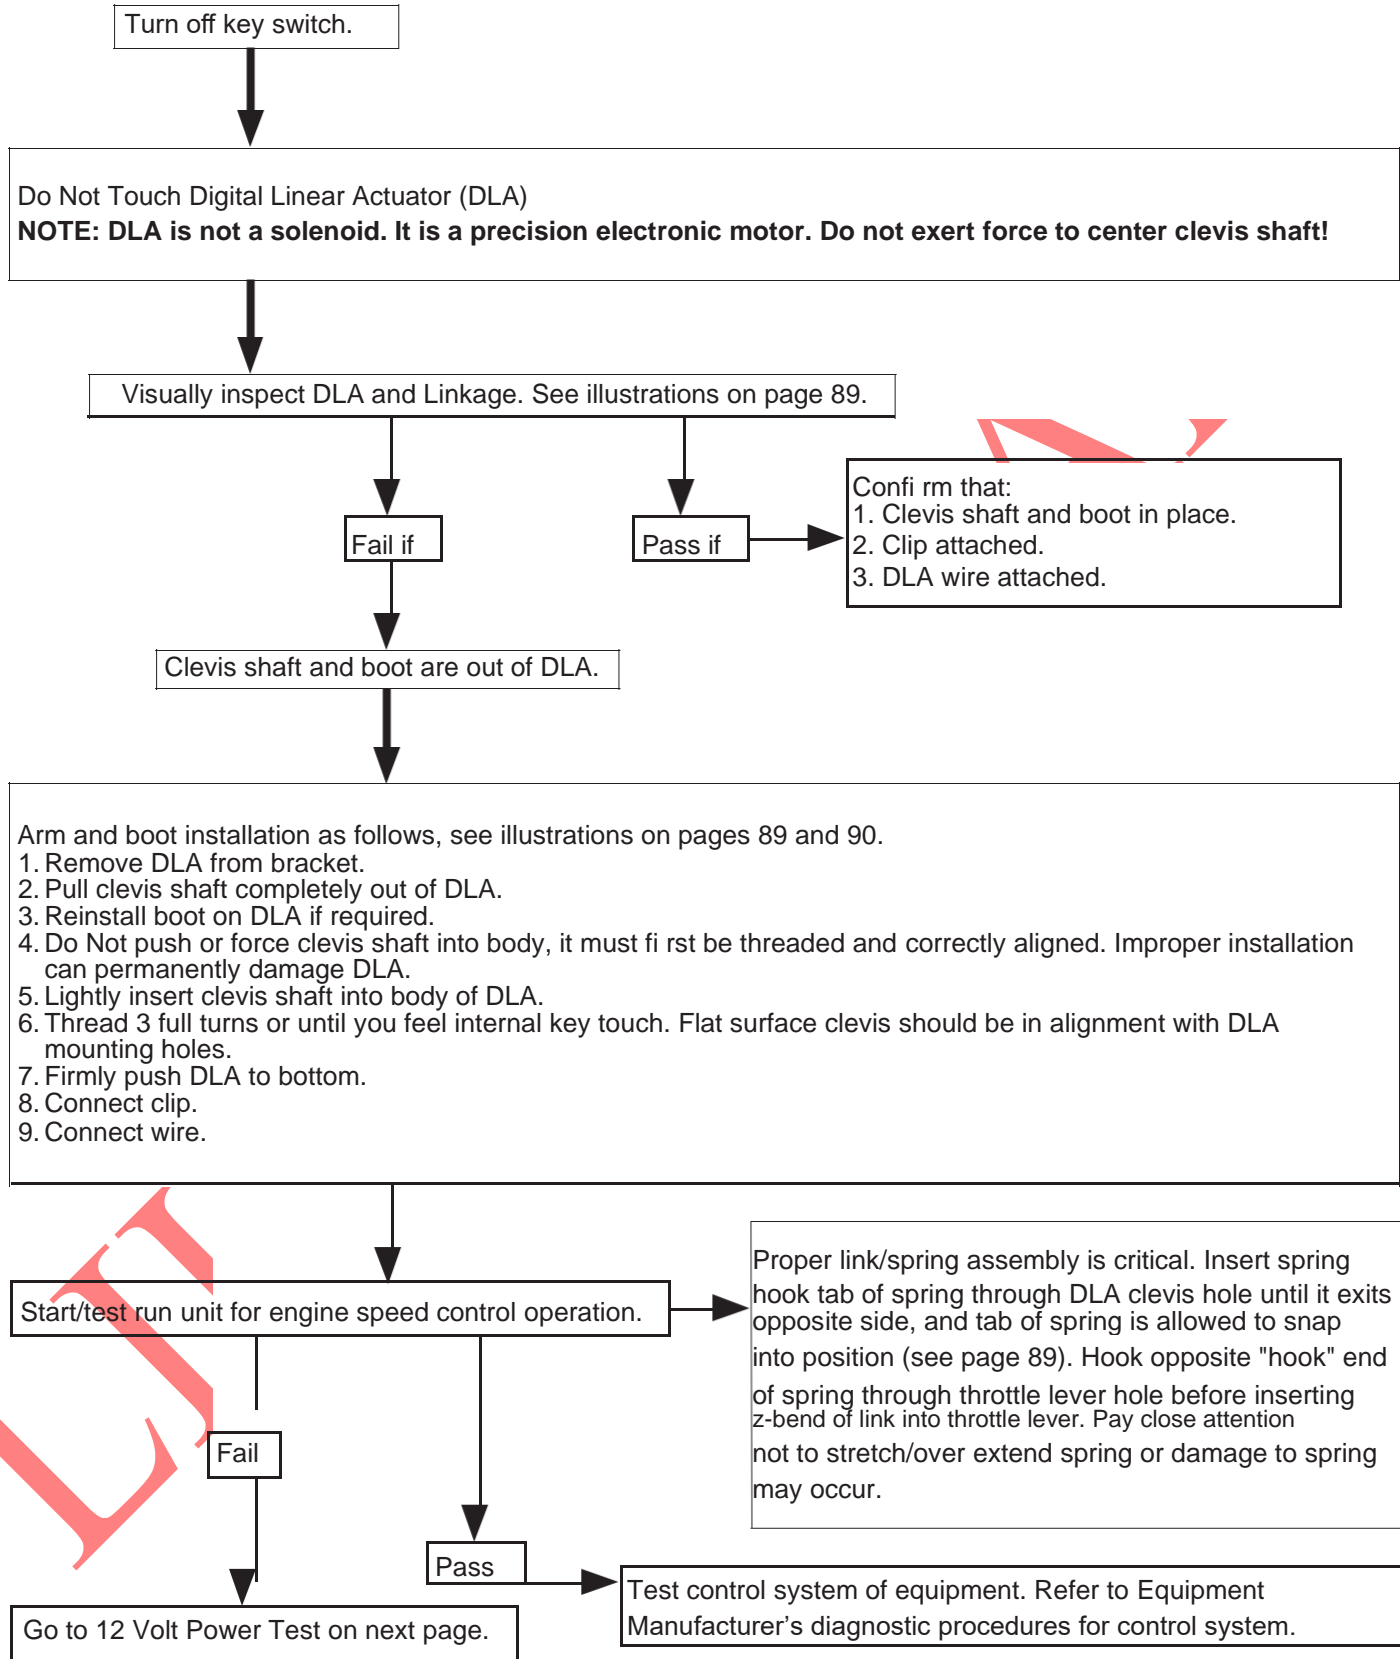 Turn off key switch.
Do Not Touch Digital Linear Actuator (DLA)
NOTE: DLA is not a solenoid. It is a precision electronic motor. Do not exert force to center clevis shaft!
Visually inspect DLA and Linkage. See illustrations on page 89.
Fail if
Pass if
Confi rm that:
1. Clevis shaft and boot in place.
2. Clip attached.
3. DLA wire attached.
Clevis shaft and boot are out of DLA.
Arm and boot installation as follows, see illustrations on pages 89 and 90.
1. Remove DLA from bracket.
2. Pull clevis shaft completely out of DLA.
3. Reinstall boot on DLA if required.
4. Do Not push or force clevis shaft into body, it must fi rst be threaded and correctly aligned. Improper installation
can permanently damage DLA.
5. Lightly insert clevis shaft into body of DLA.
6. Thread 3 full turns or until you feel internal key touch. Flat surface clevis should be in alignment with DLA
mounting holes.
7. Firmly push DLA to bottom.
8. Connect clip.
9. Connect wire.
Start/test run unit for engine speed control operation.
Proper link/spring assembly is critical. Insert spring
hook tab of spring through DLA clevis hole until it exits
opposite side, and tab of spring is allowed to snap
into position (see page 89). Hook opposite "hook" end
of spring through throttle lever hole before inserting
z-bend of link into throttle lever. Pay close attention
not to stretch/over extend spring or damage to spring
may occur.
Fail
Pass
Test control system of equipment. Refer to Equipment
Manufacturer’s diagnostic procedures for control system.
Go to 12 Volt Power Test on next page.